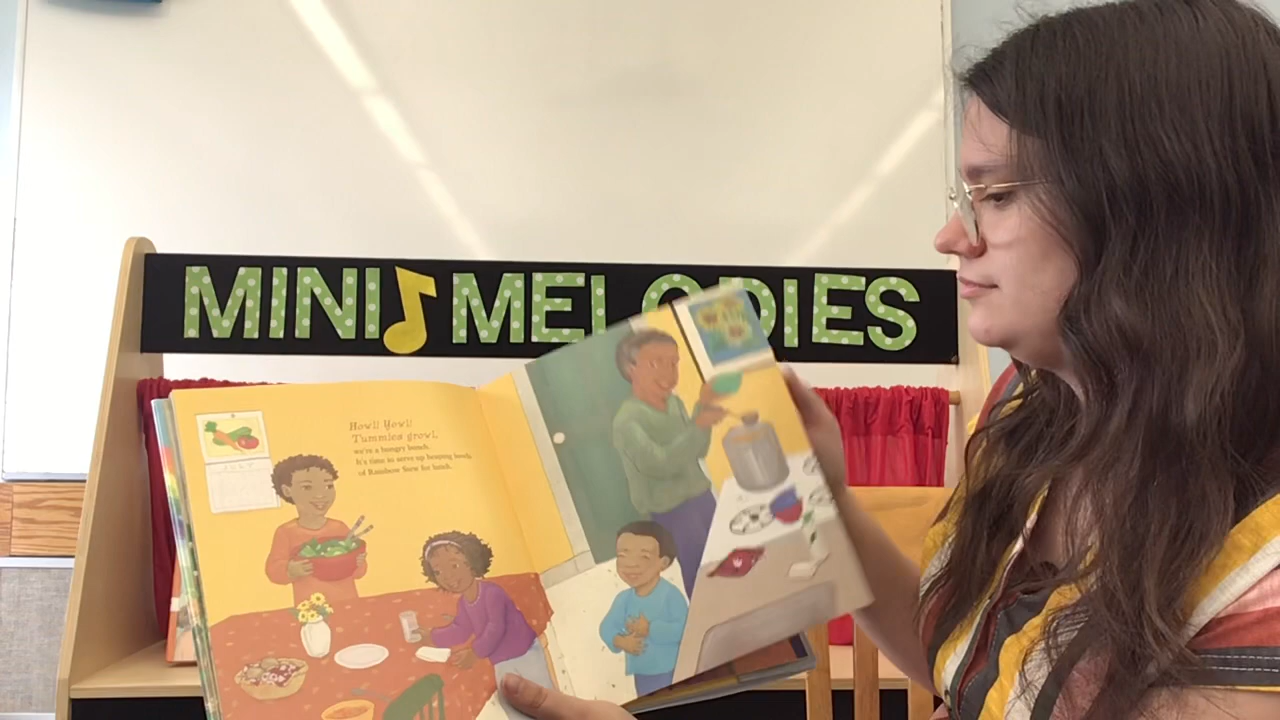 MINI MELODIES
Howl! Yowl!
Tummies growl,
we're a hungry bunch.
It's time to serve up heaping bowls
of Rainbow Stew for lunch.
JULY